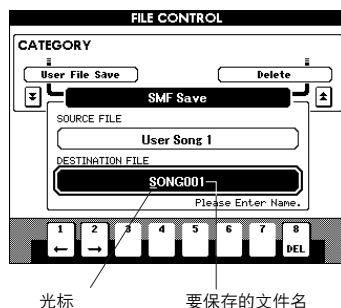 FILE CONTROL
CATEGORY
User File Save
Delete
SMF Save
SOURCE FILE
User Song 1
DESTINATION FILE
SONG001
Please Enter Name.
1 2 3 4 5 6 7 8
← → DEL
光标
要保存的文件名